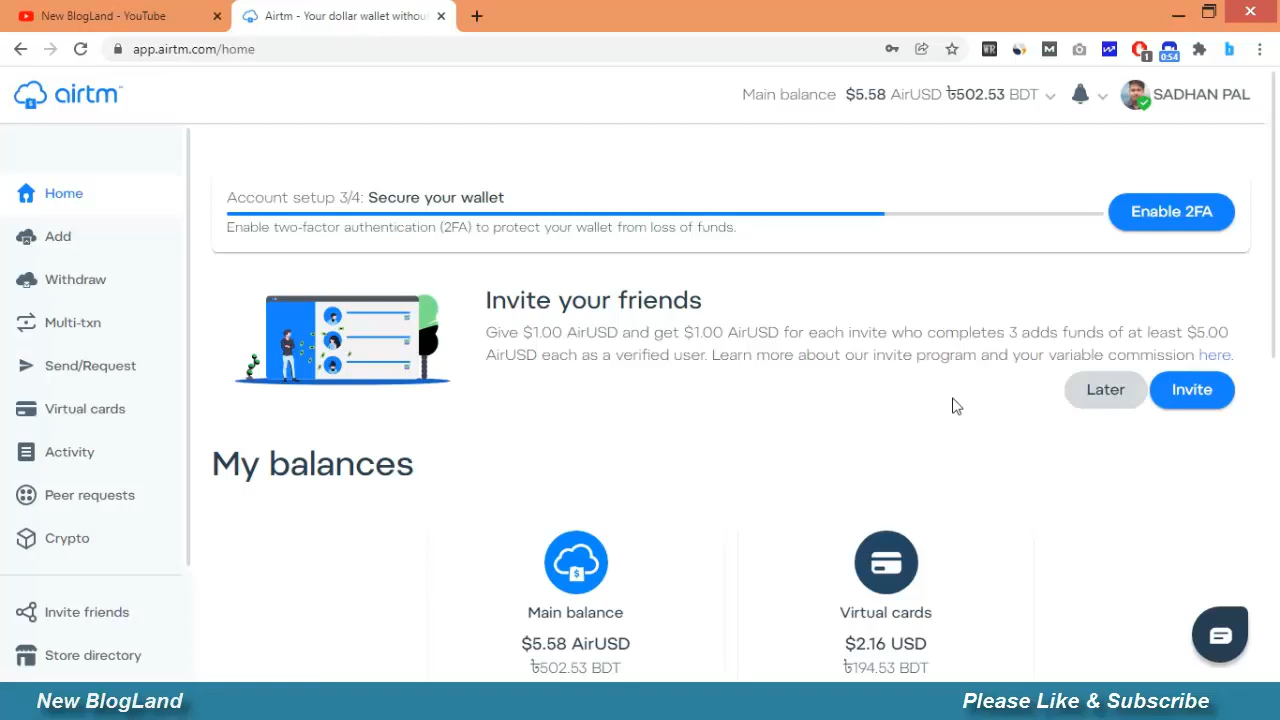 New BlogLand - YouTube
Airtm - Your dollar wallet withou
app.airtm.com/home
WR
M
1
0:54
b
airtm
Main balance $5.58 AirUSD ৳502.53 BDT
SADHAN PAL
Home
Add
Withdraw
Multi-txn
Send/Request
Virtual cards
Activity
Peer requests
Crypto
Invite friends
Store directory
Account setup 3/4: Secure your wallet
Enable two-factor authentication (2FA) to protect your wallet from loss of funds.
Enable 2FA
Invite your friends
Give $1.00 AirUSD and get $1.00 AirUSD for each invite who completes 3 adds funds of at least $5.00
AirUSD each as a verified user. Learn more about our invite program and your variable commission here.
Later
Invite
My balances
$
Main balance
$5.58 AirUSD
৳502.53 BDT
Virtual cards
$2.16 USD
৳194.53 BDT
New BlogLand
Please Like & Subscribe